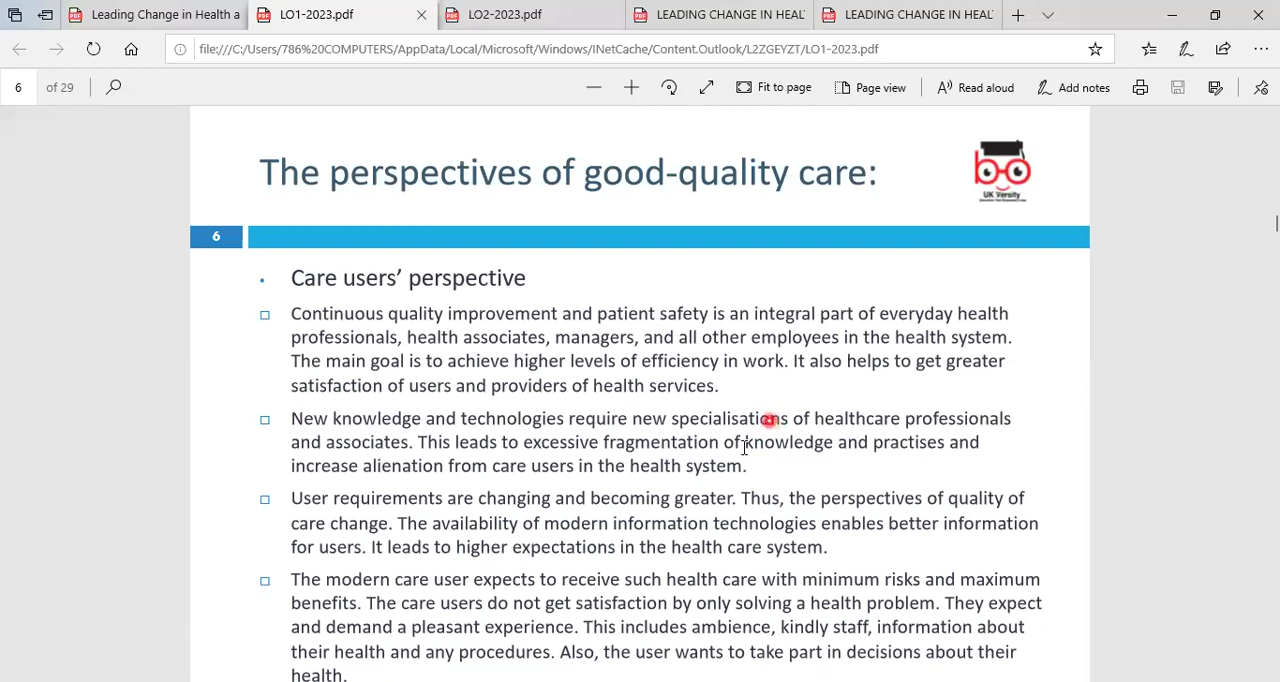 Leading Change in Health a
LO1-2023.pdf
LO2-2023.pdf
LEADING CHANGE IN HEAL
LEADING CHANGE IN HEAL
file:///C:/Users/786%20COMPUTERS/AppData/Local/Microsoft/Windows/INetCache/Content.Outlook/L2ZGEYZT/LO1-2023.pdf
6 of 29
Fit to page
Page view
Read aloud
Add notes
The perspectives of good-quality care:
UK Versity
6
Care users’ perspective
Continuous quality improvement and patient safety is an integral part of everyday health
professionals, health associates, managers, and all other employees in the health system.
The main goal is to achieve higher levels of efficiency in work. It also helps to get greater
satisfaction of users and providers of health services.
New knowledge and technologies require new specialisations of healthcare professionals
and associates. This leads to excessive fragmentation of knowledge and practises and
increase alienation from care users in the health system.
User requirements are changing and becoming greater. Thus, the perspectives of quality of
care change. The availability of modern information technologies enables better information
for users. It leads to higher expectations in the health care system.
The modern care user expects to receive such health care with minimum risks and maximum
benefits. The care users do not get satisfaction by only solving a health problem. They expect
and demand a pleasant experience. This includes ambience, kindly staff, information about
their health and any procedures. Also, the user wants to take part in decisions about their
health.